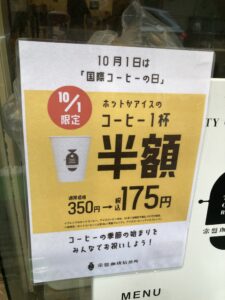 10月1日は
「国際コーヒーの日」
10/1
限定
ホットかアイスの
コーヒー1杯
半額
通常価格
350円→税込175円
コーヒーの季節の始まりを
みんなでお祝いしよう!
MENU